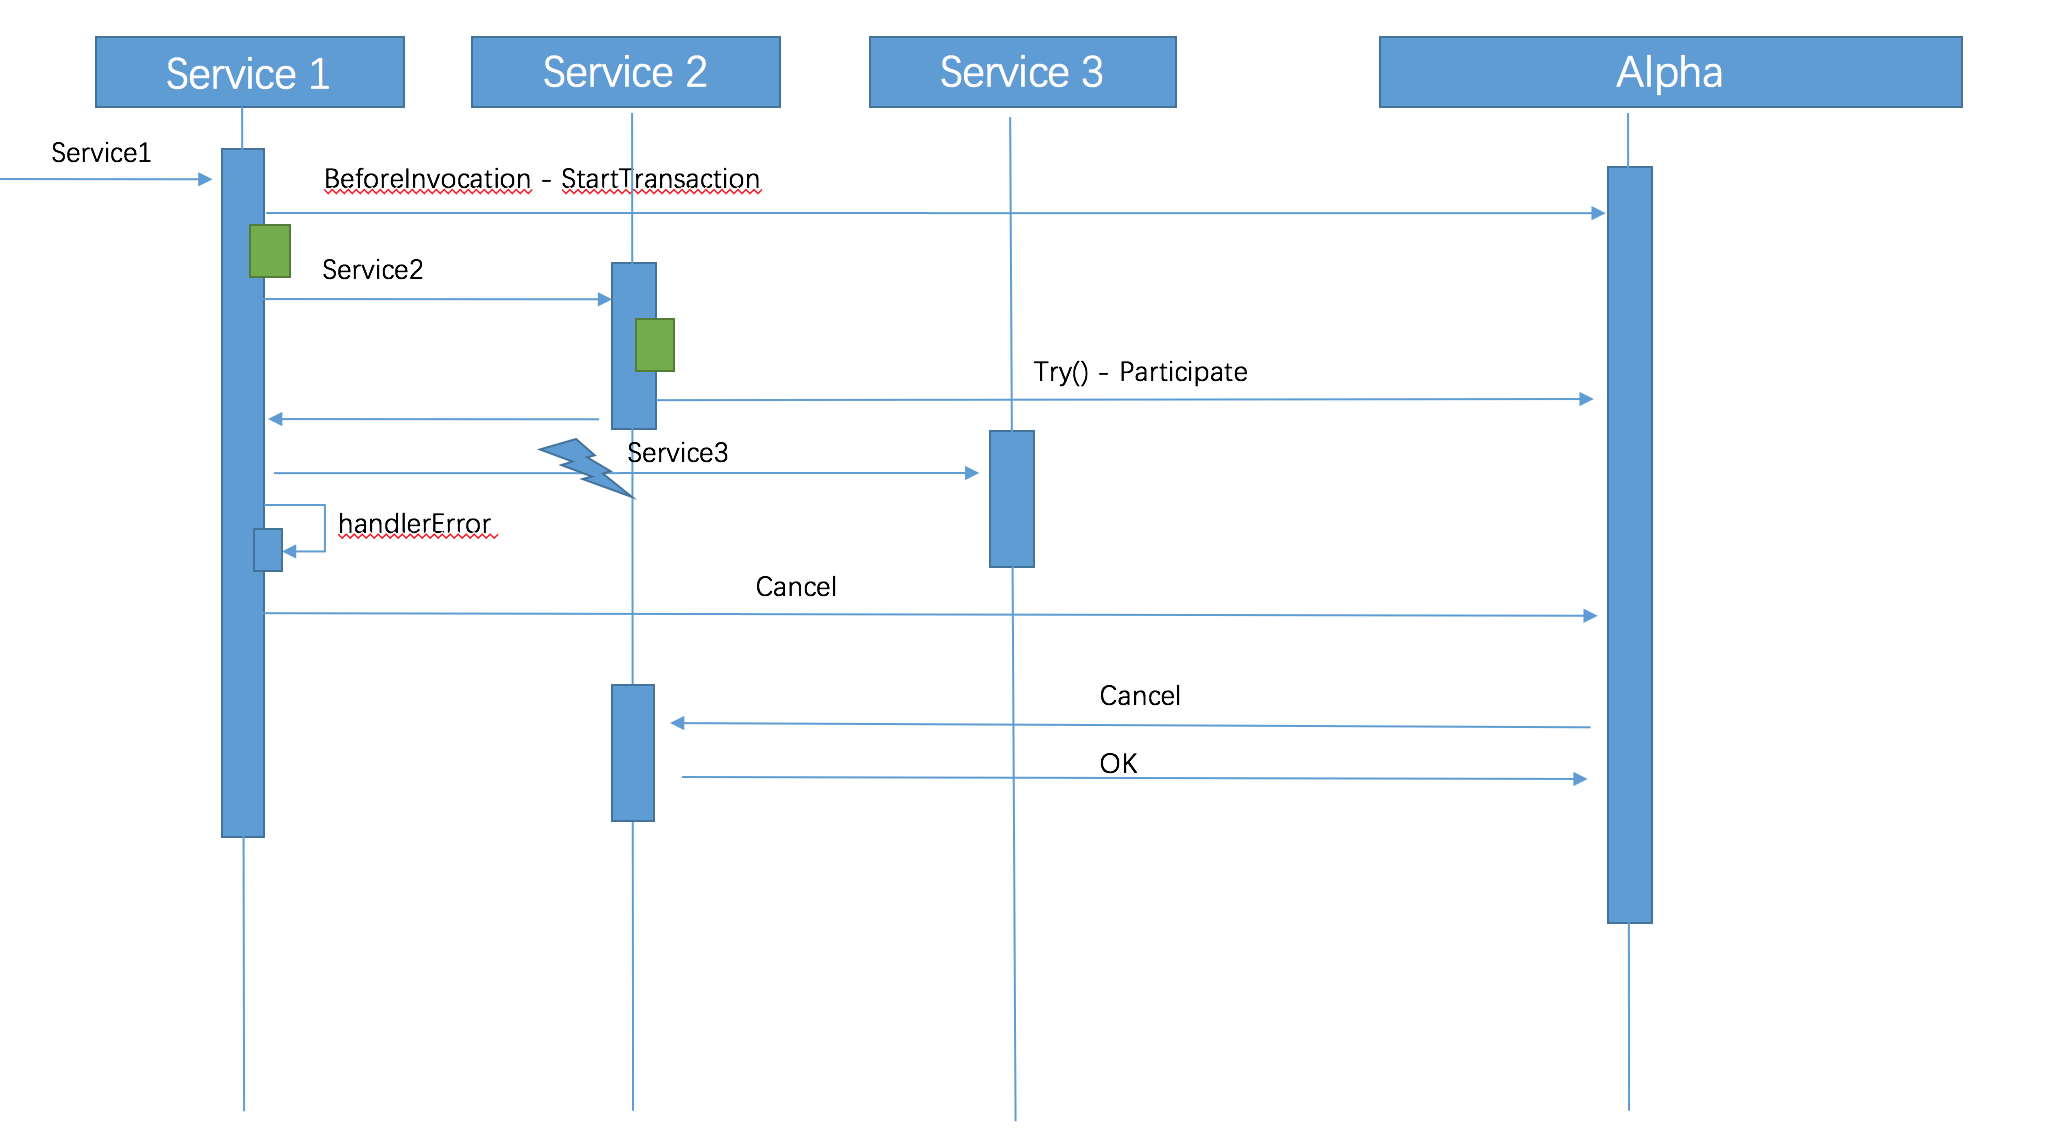 Service 1
Service 2
Service 3
Alpha
Service1
BeforeInvocation - StartTransaction
Service2
Try() - Participate
Service3
handlerError
Cancel
Cancel
OK